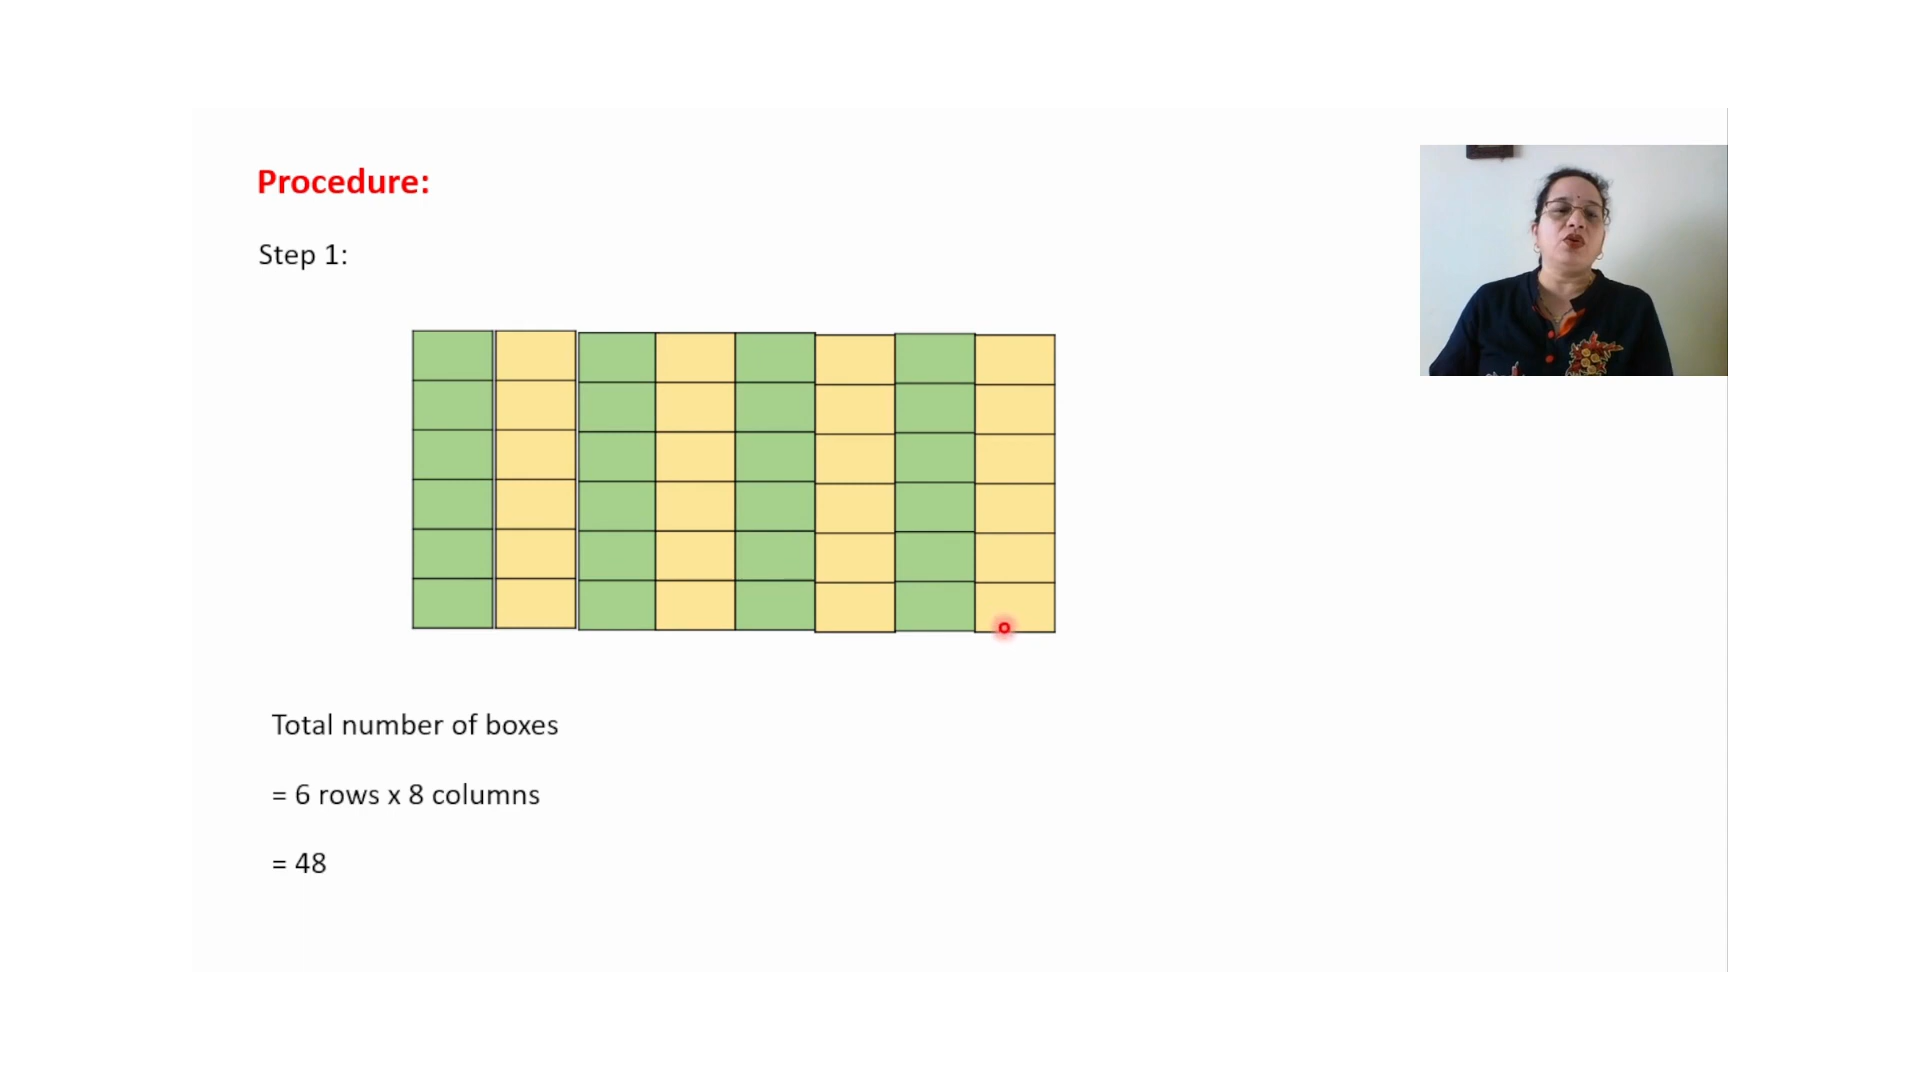 Procedure:
Step 1:
Total number of boxes
= 6 rows x 8 columns
= 48